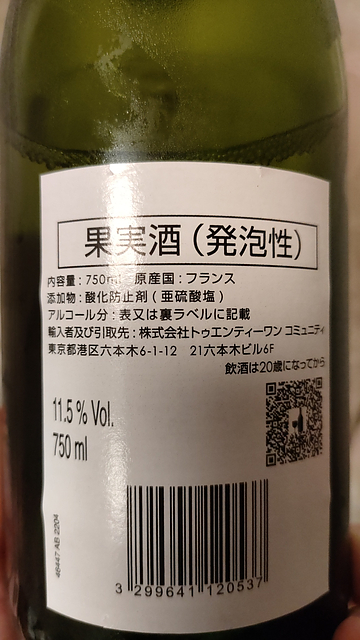 果実酒（発泡性）
内容量：750ml 原産国：フランス
添加物：酸化防止剤（亜硫酸塩）
アルコール分：表又は裏ラベルに記載
輸入者及び引取先：株式会社トゥエンティーワン コミュニティ
東京都港区六本木6-1-12 21六本木ビル6F
飲酒は20歳になってから
11.5 % Vol.
750 ml
3 299641 120537